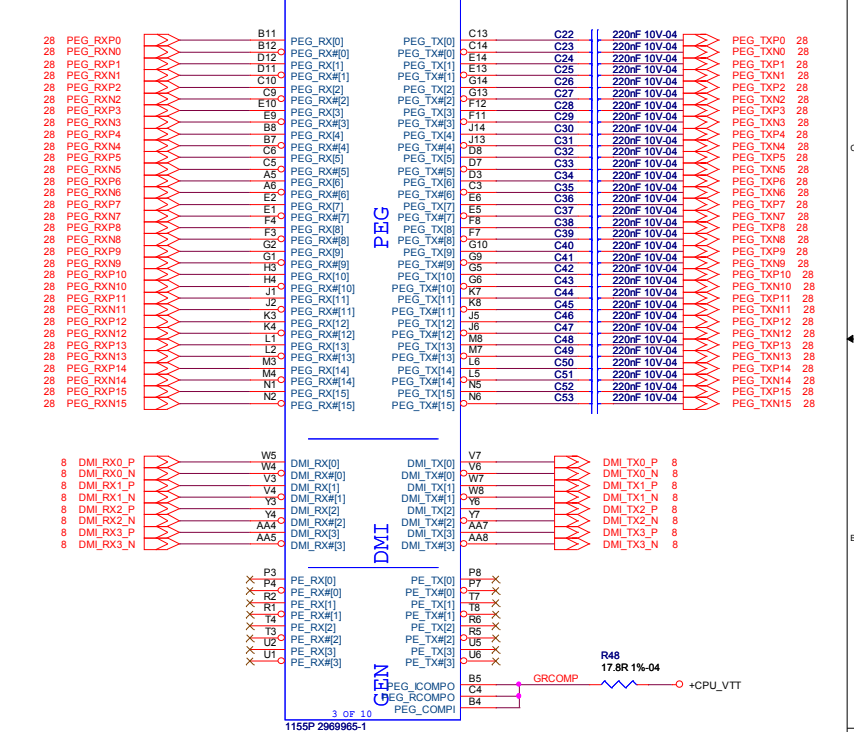 28 PEG_RXP0 B11 PEG_RX[0] PEG_TX[0] C13 C22 220nF 10V-04 PEG_TXP0 28
28 PEG_RXN0 B12 PEG_RX#[0] PEG_TX#[0] C14 C23 220nF 10V-04 PEG_TXN0 28
28 PEG_RXP1 D12 PEG_RX[1] PEG_TX[1] E14 C24 220nF 10V-04 PEG_TXP1 28
28 PEG_RXN1 D11 PEG_RX#[1] PEG_TX#[1] E13 C25 220nF 10V-04 PEG_TXN1 28
28 PEG_RXP2 C10 PEG_RX[2] PEG_TX[2] G14 C26 220nF 10V-04 PEG_TXP2 28
28 PEG_RXN2 C9 PEG_RX#[2] PEG_TX#[2] G13 C27 220nF 10V-04 PEG_TXN2 28
28 PEG_RXP3 E10 PEG_RX[3] PEG_TX[3] F12 C28 220nF 10V-04 PEG_TXP3 28
28 PEG_RXN3 E9 PEG_RX#[3] PEG_TX#[3] F11 C29 220nF 10V-04 PEG_TXN3 28
28 PEG_RXP4 B8 PEG_RX[4] PEG_TX[4] J14 C30 220nF 10V-04 PEG_TXP4 28
28 PEG_RXN4 B7 PEG_RX#[4] PEG_TX#[4] J13 C31 220nF 10V-04 PEG_TXN4 28
28 PEG_RXP5 C6 PEG_RX[5] PEG_TX[5] D8 C32 220nF 10V-04 PEG_TXP5 28
28 PEG_RXN5 C5 PEG_RX#[5] PEG_TX#[5] D7 C33 220nF 10V-04 PEG_TXN5 28
28 PEG_RXP6 A5 PEG_RX[6] PEG_TX[6] D3 C34 220nF 10V-04 PEG_TXP6 28
28 PEG_RXN6 A6 PEG_RX#[6] PEG_TX#[6] C3 C35 220nF 10V-04 PEG_TXN6 28
28 PEG_RXP7 E2 PEG_RX[7] PEG_TX[7] E6 C36 220nF 10V-04 PEG_TXP7 28
28 PEG_RXN7 E1 PEG_RX#[7] PEG_TX#[7] E5 C37 220nF 10V-04 PEG_TXN7 28
28 PEG_RXP8 F4 PEG_RX[8] PEG_TX[8] F8 C38 220nF 10V-04 PEG_TXP8 28
28 PEG_RXN8 F3 PEG_RX#[8] PEG_TX#[8] F7 C39 220nF 10V-04 PEG_TXN8 28
28 PEG_RXP9 G2 PEG_RX[9] PEG_TX[9] G10 C40 220nF 10V-04 PEG_TXP9 28
28 PEG_RXN9 G1 PEG_RX#[9] PEG_TX#[9] G9 C41 220nF 10V-04 PEG_TXN9 28
28 PEG_RXP10 H3 PEG_RX[10] PEG_TX[10] G5 C42 220nF 10V-04 PEG_TXP10 28
28 PEG_RXN10 H4 PEG_RX#[10] PEG_TX#[10] G6 C43 220nF 10V-04 PEG_TXN10 28
28 PEG_RXP11 J1 PEG_RX[11] PEG_TX[11] K7 C44 220nF 10V-04 PEG_TXP11 28
28 PEG_RXN11 J2 PEG_RX#[11] PEG_TX#[11] K8 C45 220nF 10V-04 PEG_TXN11 28
28 PEG_RXP12 K3 PEG_RX[12] PEG_TX[12] J5 C46 220nF 10V-04 PEG_TXP12 28
28 PEG_RXN12 K4 PEG_RX#[12] PEG_TX#[12] J6 C47 220nF 10V-04 PEG_TXN12 28
28 PEG_RXP13 L1 PEG_RX[13] PEG_TX[13] M8 C48 220nF 10V-04 PEG_TXP13 28
28 PEG_RXN13 L2 PEG_RX#[13] PEG_TX#[13] M7 C49 220nF 10V-04 PEG_TXN13 28
28 PEG_RXP14 M3 PEG_RX[14] PEG_TX[14] L6 C50 220nF 10V-04 PEG_TXP14 28
28 PEG_RXN14 M4 PEG_RX#[14] PEG_TX#[14] L5 C51 220nF 10V-04 PEG_TXN14 28
28 PEG_RXP15 N1 PEG_RX[15] PEG_TX[15] N5 C52 220nF 10V-04 PEG_TXP15 28
28 PEG_RXN15 N2 PEG_RX#[15] PEG_TX#[15] N6 C53 220nF 10V-04 PEG_TXN15 28
PEG
8 DMI_RX0_P W5 DMI_RX[0] DMI_TX[0] V7 DMI_TX0_P 8
8 DMI_RX0_N W4 DMI_RX#[0] DMI_TX#[0] V6 DMI_TX0_N 8
8 DMI_RX1_P V3 DMI_RX[1] DMI_TX[1] W7 DMI_TX1_P 8
8 DMI_RX1_N V4 DMI_RX#[1] DMI_TX#[1] W8 DMI_TX1_N 8
8 DMI_RX2_P Y3 DMI_RX[2] DMI_TX[2] Y6 DMI_TX2_P 8
8 DMI_RX2_N Y4 DMI_RX#[2] DMI_TX#[2] Y7 DMI_TX2_N 8
8 DMI_RX3_P AA4 DMI_RX[3] DMI_TX[3] AA7 DMI_TX3_P 8
8 DMI_RX3_N AA5 DMI_RX#[3] DMI_TX#[3] AA8 DMI_TX3_N 8
DMI
P3 PE_RX[0] PE_TX[0] P8
P4 PE_RX#[0] PE_TX#[0] P7
R2 PE_RX[1] PE_TX[1] T7
R1 PE_RX#[1] PE_TX#[1] T8
T4 PE_RX[2] PE_TX[2] R6
T3 PE_RX#[2] PE_TX#[2] R5
U2 PE_RX[3] PE_TX[3] U5
U1 PE_RX#[3] PE_TX#[3] U6
GEN
R48
17.8R 1%-04
PEG_ICOMPO B5 GRCOMP +CPU_VTT
PEG_RCOMPO C4
PEG_COMPI B4
3 OF 10
1155P 2969965-1